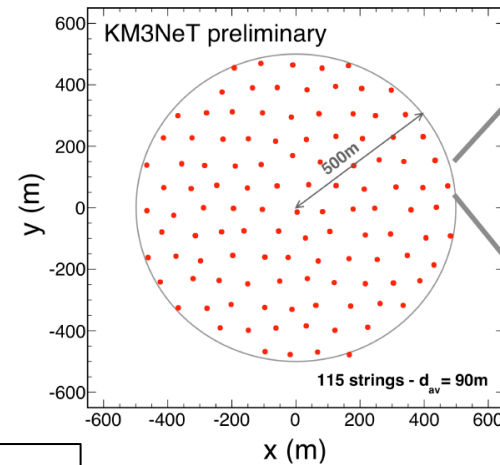 KM3NeT preliminary
600
400
200
0
-200
-400
-600
y (m)
500m
115 strings - d_av = 90m
-600 -400 -200 0 200 400 600
x (m)